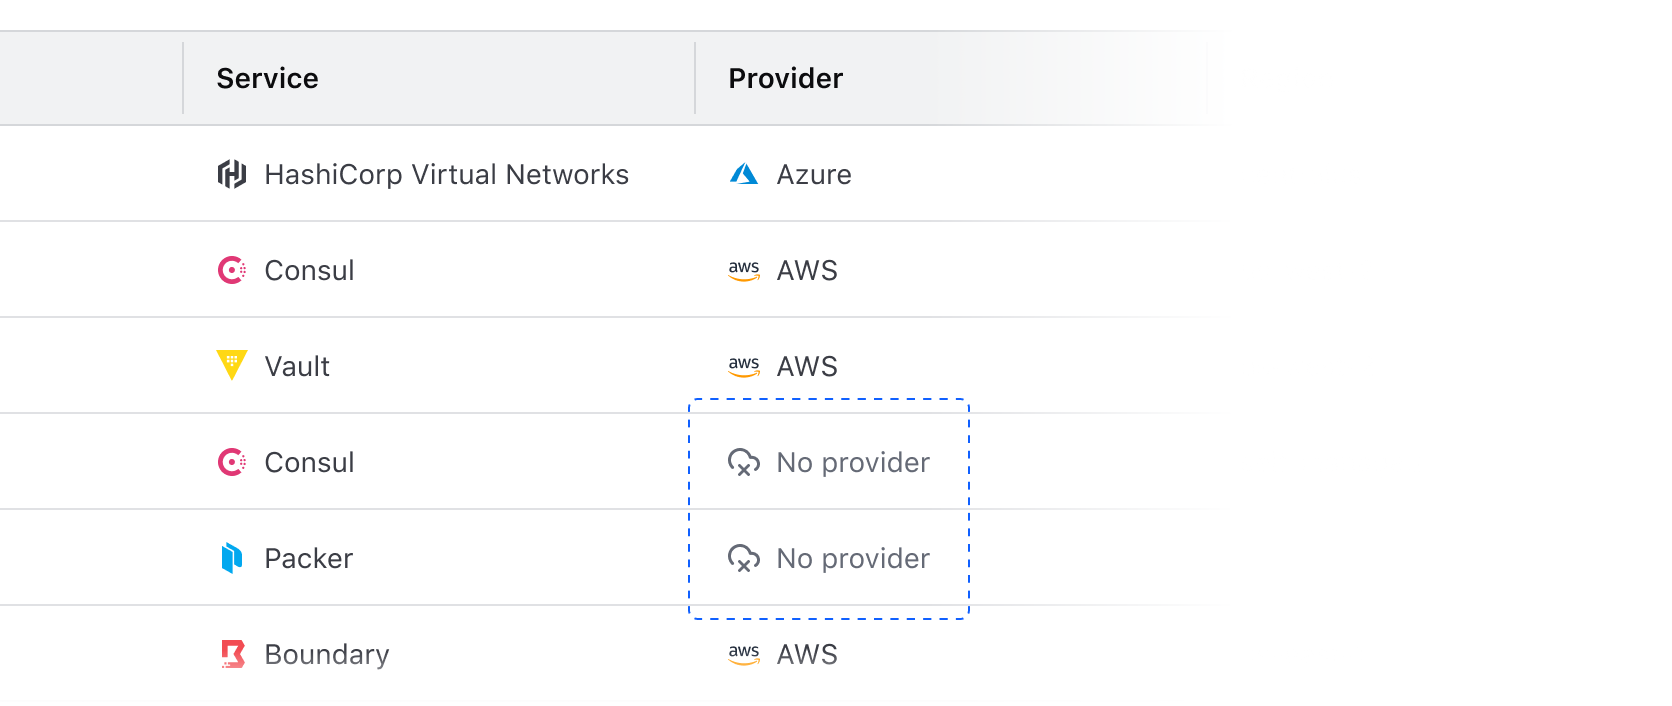 Service Provider
HashiCorp Virtual Networks aws Azure
Consul aws AWS
Vault aws AWS
Consul No provider
Packer No provider
Boundary aws AWS